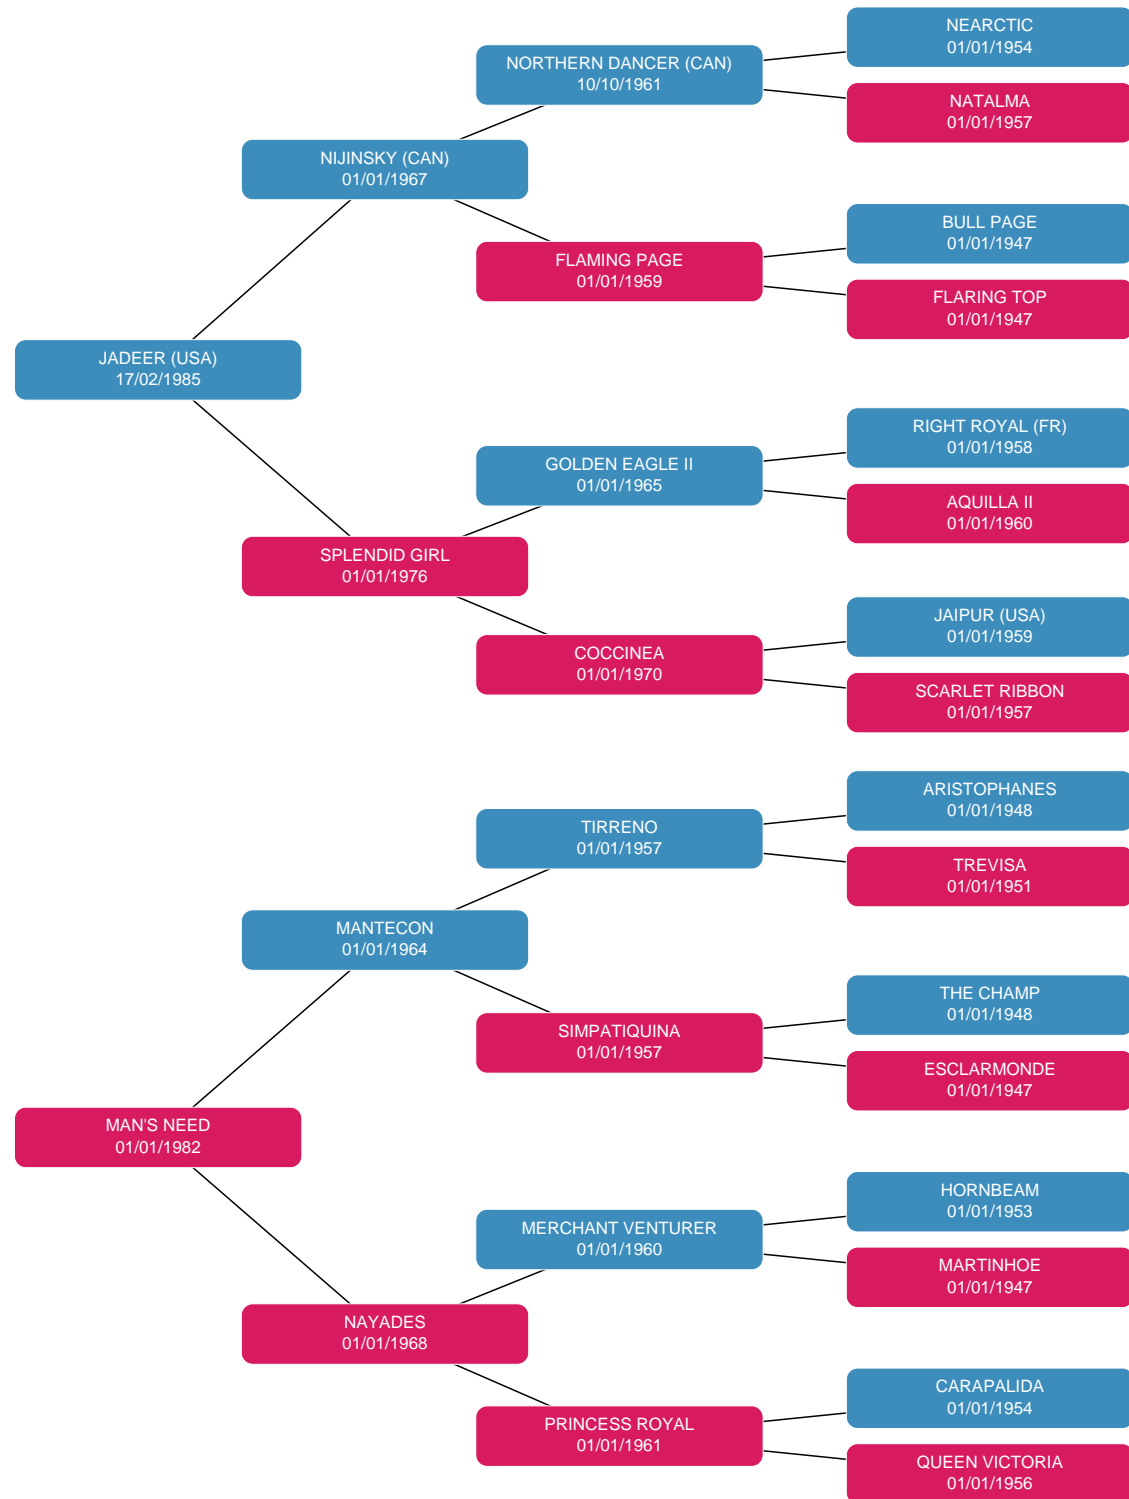 NEARCTIC
01/01/1954
NORTHERN DANCER (CAN)
10/10/1961
NATALMA
01/01/1957
NIJINSKY (CAN)
01/01/1967
BULL PAGE
01/01/1947
FLAMING PAGE
01/01/1959
FLARING TOP
01/01/1947
JADEER (USA)
17/02/1985
RIGHT ROYAL (FR)
01/01/1958
GOLDEN EAGLE II
01/01/1965
AQUILLA II
01/01/1960
SPLENDID GIRL
01/01/1976
JAIPUR (USA)
01/01/1959
COCCINEA
01/01/1970
SCARLET RIBBON
01/01/1957
ARISTOPHANES
01/01/1948
TIRRENO
01/01/1957
TREVISA
01/01/1951
MANTECON
01/01/1964
THE CHAMP
01/01/1948
SIMPATIQUINA
01/01/1957
ESCLARMONDE
01/01/1947
MAN'S NEED
01/01/1982
HORNBEAM
01/01/1953
MERCHANT VENTURER
01/01/1960
MARTINHOE
01/01/1947
NAYADES
01/01/1968
CARAPALIDA
01/01/1954
PRINCESS ROYAL
01/01/1961
QUEEN VICTORIA
01/01/1956